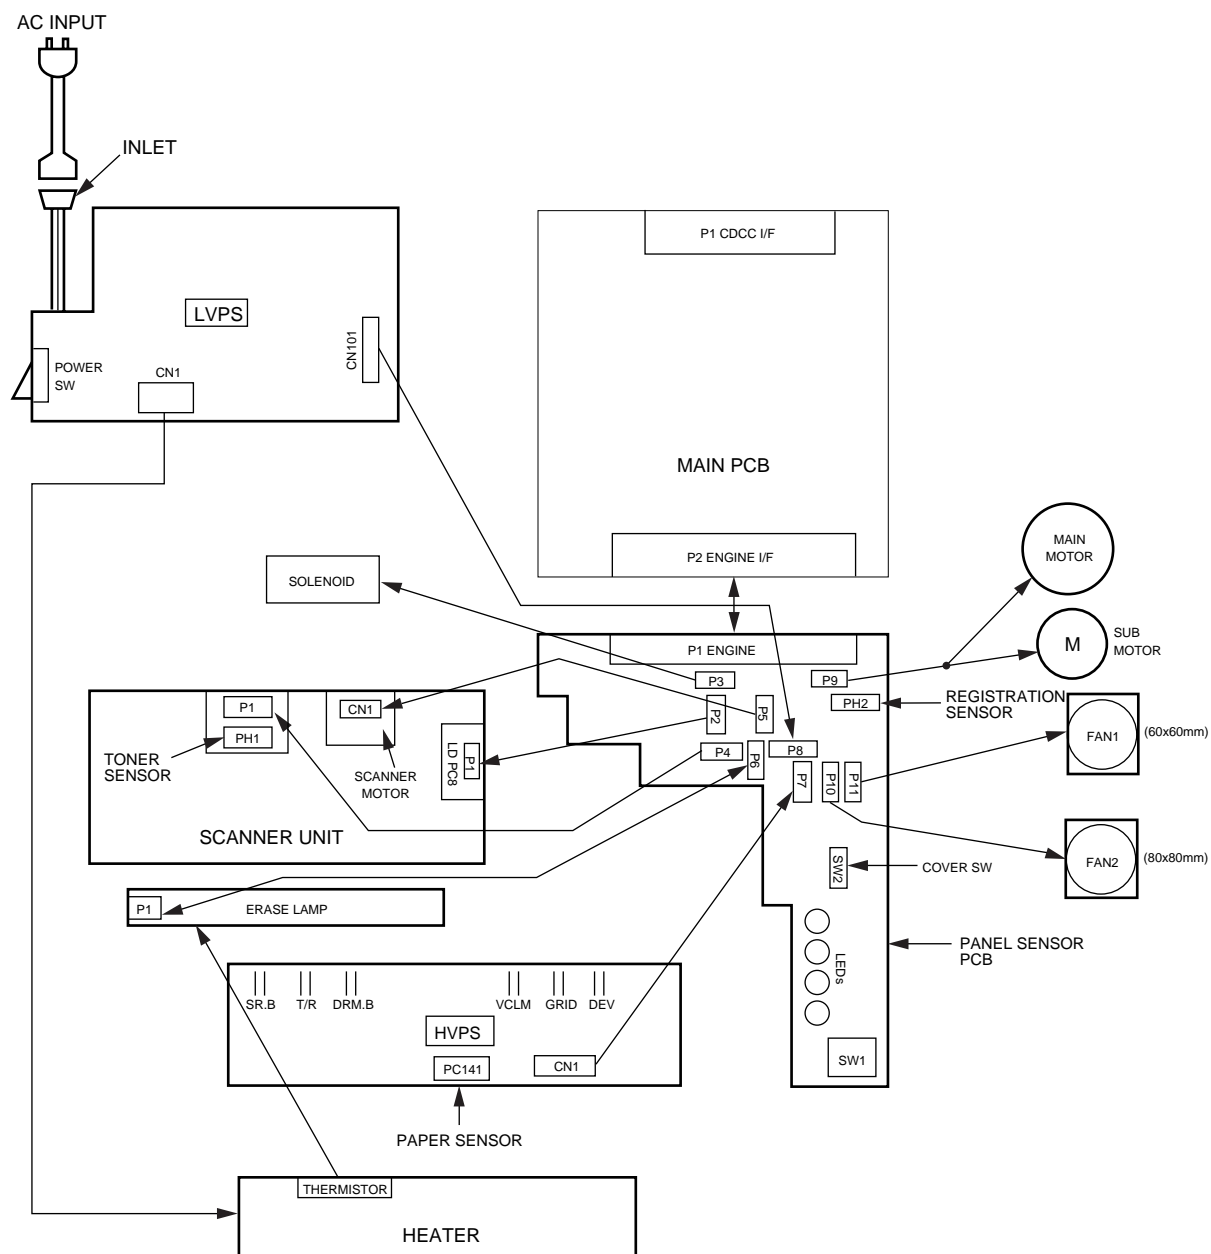 AC INPUT
INLET
LVPS
POWER
SW
CN1
CN101
P1 CDCC I/F
MAIN PCB
P2 ENGINE I/F
MAIN
MOTOR
M
SUB
MOTOR
SOLENOID
P1 ENGINE
P3
P9
P2
P5
PH2
REGISTRATION
SENSOR
P4
P6
P8
P7
P10
P11
FAN1
(60x60mm)
FAN2
(80x80mm)
P1
PH1
TONER
SENSOR
CN1
SCANNER
MOTOR
LD PC8
P1
SCANNER UNIT
SW2
COVER SW
P1
ERASE LAMP
LEDs
PANEL SENSOR
PCB
SW1
SR.B
T/R
DRM.B
VCLM
GRID
DEV
HVPS
PC141
CN1
PAPER SENSOR
THERMISTOR
HEATER